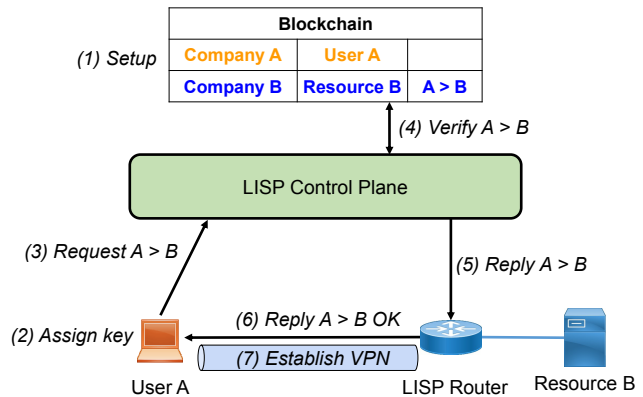 Blockchain
(1) Setup
Company A User A
Company B Resource B A > B
(4) Verify A > B
LISP Control Plane
(3) Request A > B
(5) Reply A > B
(6) Reply A > B OK
(2) Assign key
(7) Establish VPN
User A LISP Router Resource B